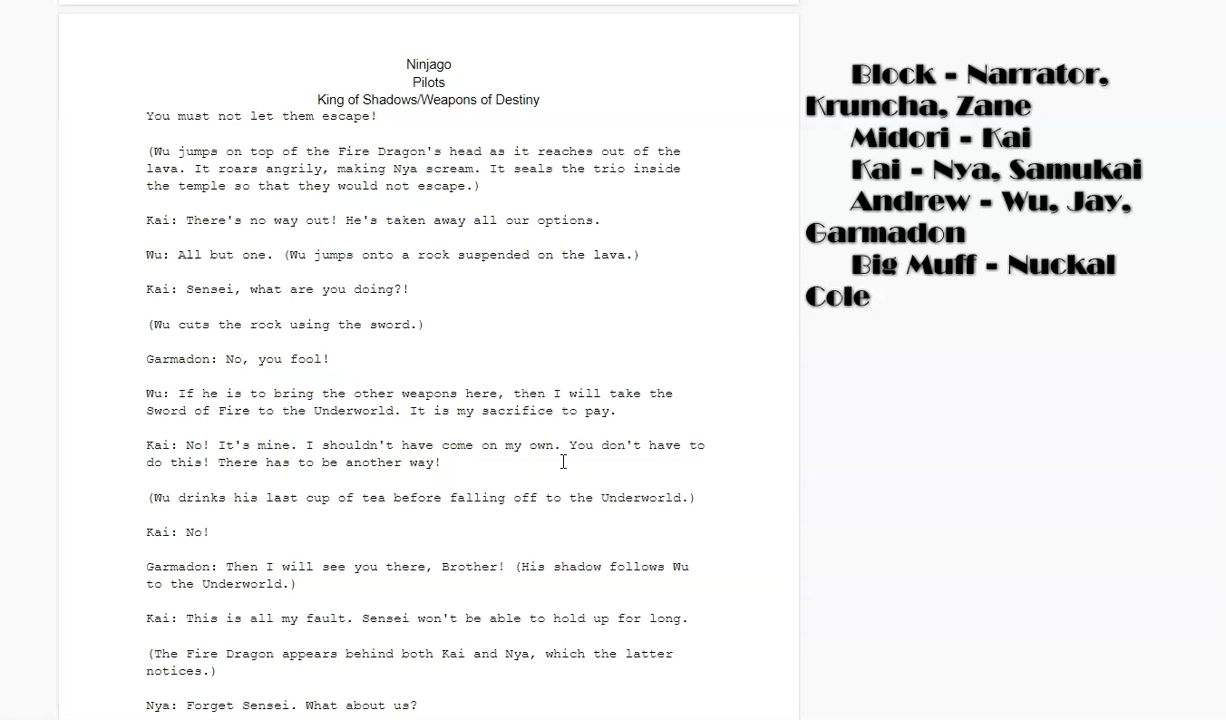 Ninjago
Pilots
King of Shadows/Weapons of Destiny
You must not let them escape!
(Wu jumps on top of the Fire Dragon's head as it reaches out of the
lava. It roars angrily, making Nya scream. It seals the trio inside
the temple so that they would not escape.)
Kai: There's no way out! He's taken away all our options.
Wu: All but one. (Wu jumps onto a rock suspended on the lava.)
Kai: Sensei, what are you doing?!
(Wu cuts the rock using the sword.)
Garmadon: No, you fool!
Wu: If he is to bring the other weapons here, then I will take the
Sword of Fire to the Underworld. It is my sacrifice to pay.
Kai: No! It's mine. I shouldn't have come on my own. You don't have to
do this! There has to be another way!
(Wu drinks his last cup of tea before falling off to the Underworld.)
Kai: No!
Garmadon: Then I will see you there, Brother! (His shadow follows Wu
to the Underworld.)
Kai: This is all my fault. Sensei won't be able to hold up for long.
(The Fire Dragon appears behind both Kai and Nya, which the latter
notices.)
Nya: Forget Sensei. What about us?
Block - Narrator,
Kruncha, Zane
Midori - Kai
Kai - Nya, Samukai
Andrew - Wu, Jay,
Garmadon
Big Muff - Nuckal
Cole